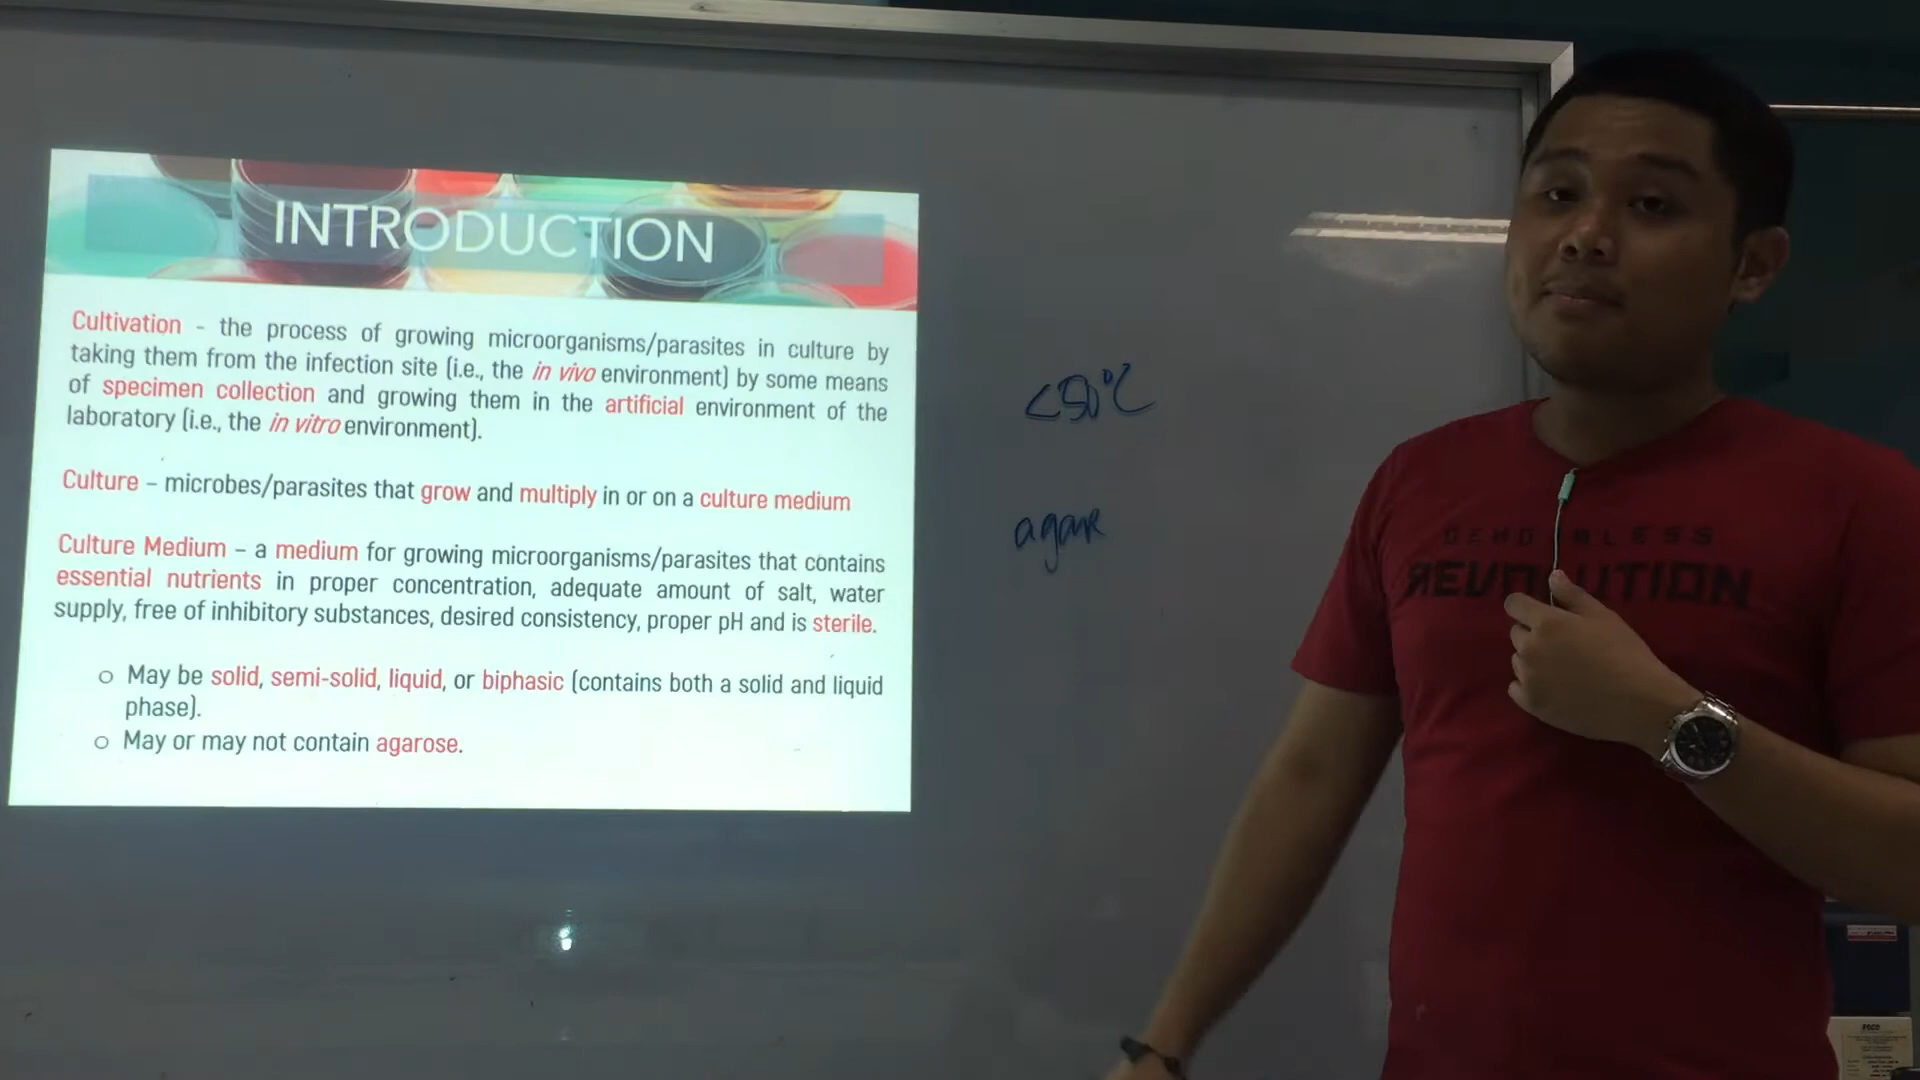 INTRODUCTION
Cultivation - the process of growing microorganisms/parasites in culture by
taking them from the infection site (i.e., the in vivo environment) by some means
of specimen collection and growing them in the artificial environment of the
laboratory (i.e., the in vitro environment).
Culture – microbes/parasites that grow and multiply in or on a culture medium
Culture Medium – a medium for growing microorganisms/parasites that contains
essential nutrients in proper concentration, adequate amount of salt, water
supply, free of inhibitory substances, desired consistency, proper pH and is sterile.
o May be solid, semi-solid, liquid, or biphasic (contains both a solid and liquid
phase).
o May or may not contain agarose.
<50°C
REVOLUTION